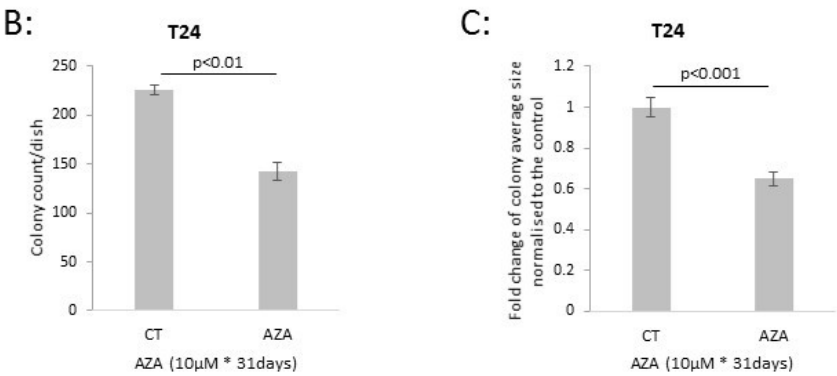 B:
T24
p<0.01
250
200
150
100
50
0
Colony count/dish
CT
AZA
AZA (10µM * 31days)
C:
T24
p<0.001
1.2
1
0.8
0.6
0.4
0.2
0
Fold change of colony average size
normalised to the control
CT
AZA
AZA (10µM * 31days)